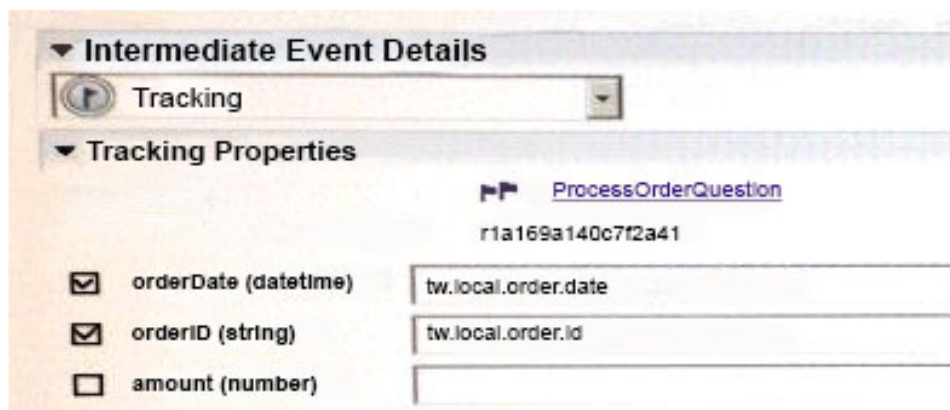 Intermediate Event Details
Tracking
Tracking Properties
ProcessOrderQuestion
r1a169a140c7f2a41
orderDate (datetime)
tw.local.order.date
orderID (string)
tw.local.order.id
amount (number)